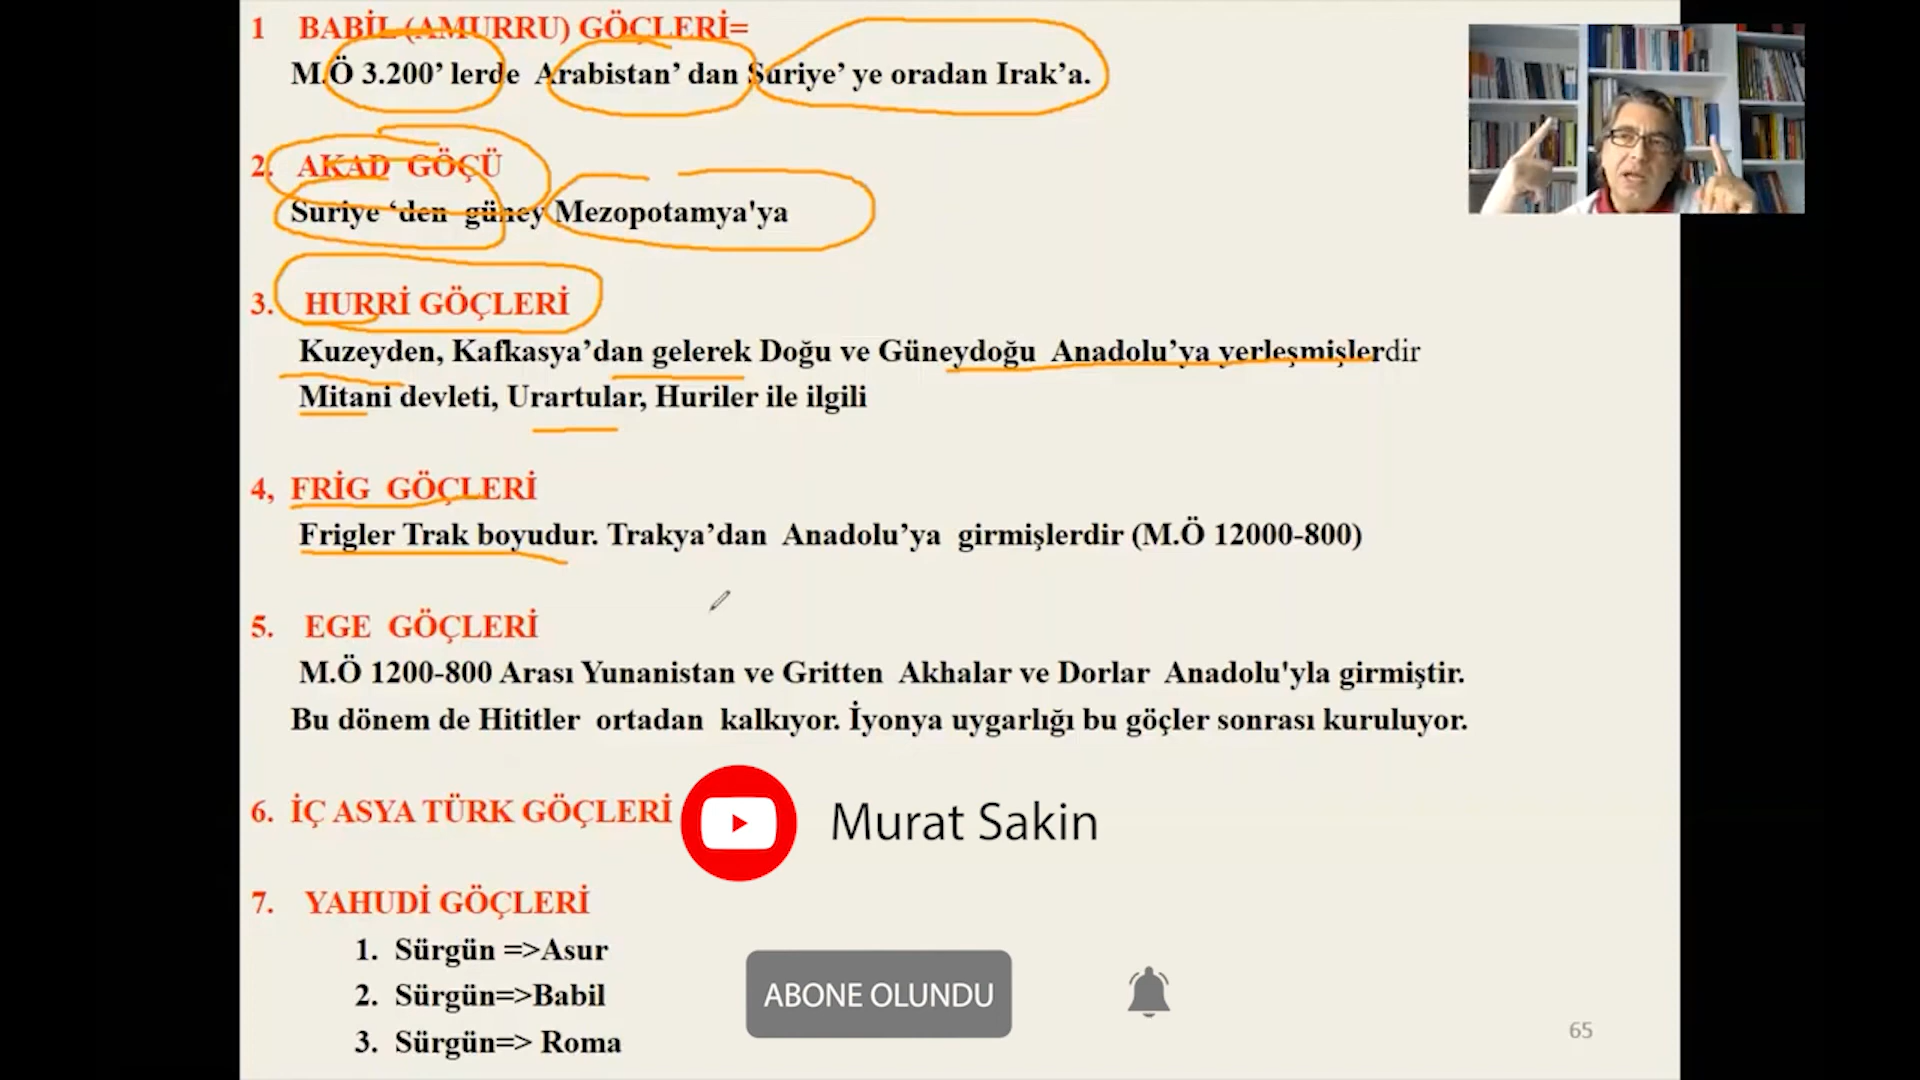 1 BABİL (AMURRU) GÖÇLERİ=
M.Ö 3.200' lerde Arabistan' dan Suriye' ye oradan Irak'a.
2. AKAD GÖÇÜ
Suriye 'den güney Mezopotamya'ya
3. HURRİ GÖÇLERİ
Kuzeyden, Kafkasya'dan gelerek Doğu ve Güneydoğu Anadolu'ya yerleşmişlerdir
Mitani devleti, Urartular, Huriler ile ilgili
4, FRİG GÖÇLERİ
Frigler Trak boyudur. Trakya'dan Anadolu'ya girmişlerdir (M.Ö 12000-800)
5. EGE GÖÇLERİ
M.Ö 1200-800 Arası Yunanistan ve Gritten Akhalar ve Dorlar Anadolu'yla girmiştir.
Bu dönem de Hititler ortadan kalkıyor. İyonya uygarlığı bu göçler sonrası kuruluyor.
6. İÇ ASYA TÜRK GÖÇLERİ
Murat Sakin
7. YAHUDİ GÖÇLERİ
1. Sürgün =>Asur
2. Sürgün=>Babil
3. Sürgün=> Roma
ABONE OLUNDU
65